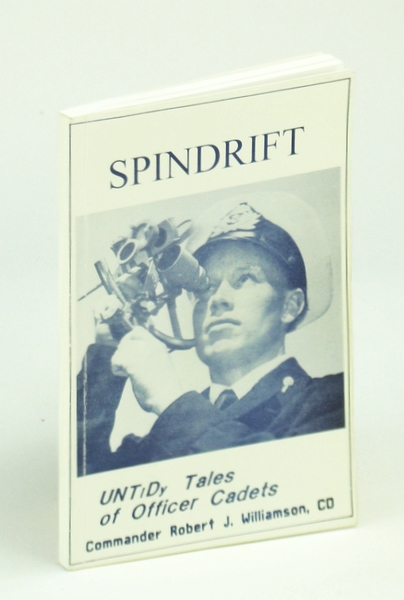 SPINDRIFT
UNTiDy Tales
of Officer Cadets
Commander Robert J. Williamson, CD